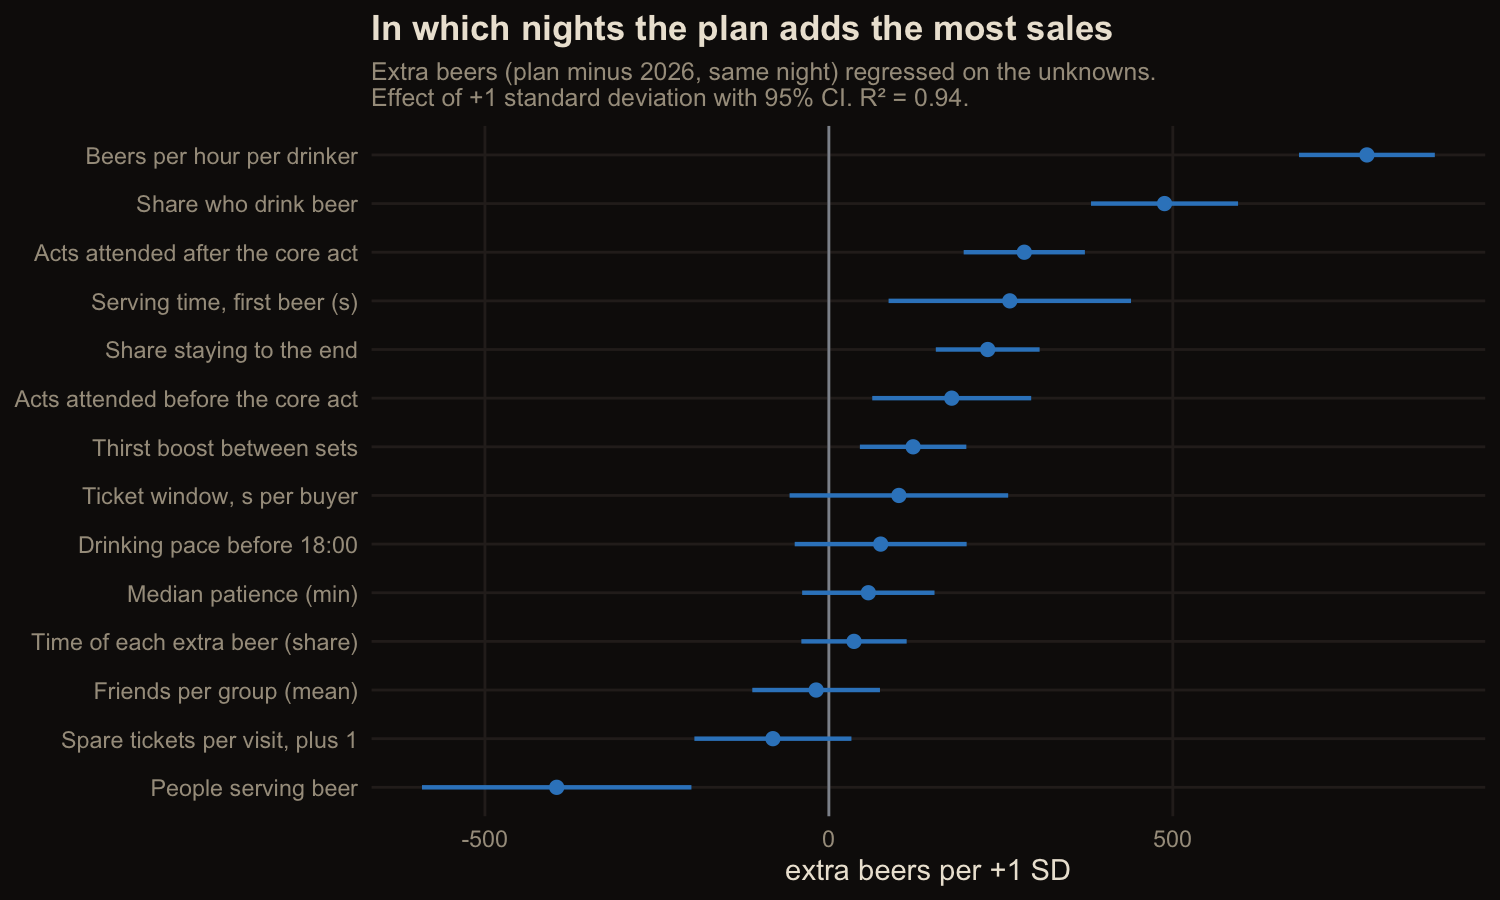 In which nights the plan adds the most sales
Extra beers (plan minus 2026, same night) regressed on the unknowns.
Effect of +1 standard deviation with 95% CI. R² = 0.94.
Beers per hour per drinker
Share who drink beer
Acts attended after the core act
Serving time, first beer (s)
Share staying to the end
Acts attended before the core act
Thirst boost between sets
Ticket window, s per buyer
Drinking pace before 18:00
Median patience (min)
Time of each extra beer (share)
Friends per group (mean)
Spare tickets per visit, plus 1
People serving beer
-500 0 500
extra beers per +1 SD